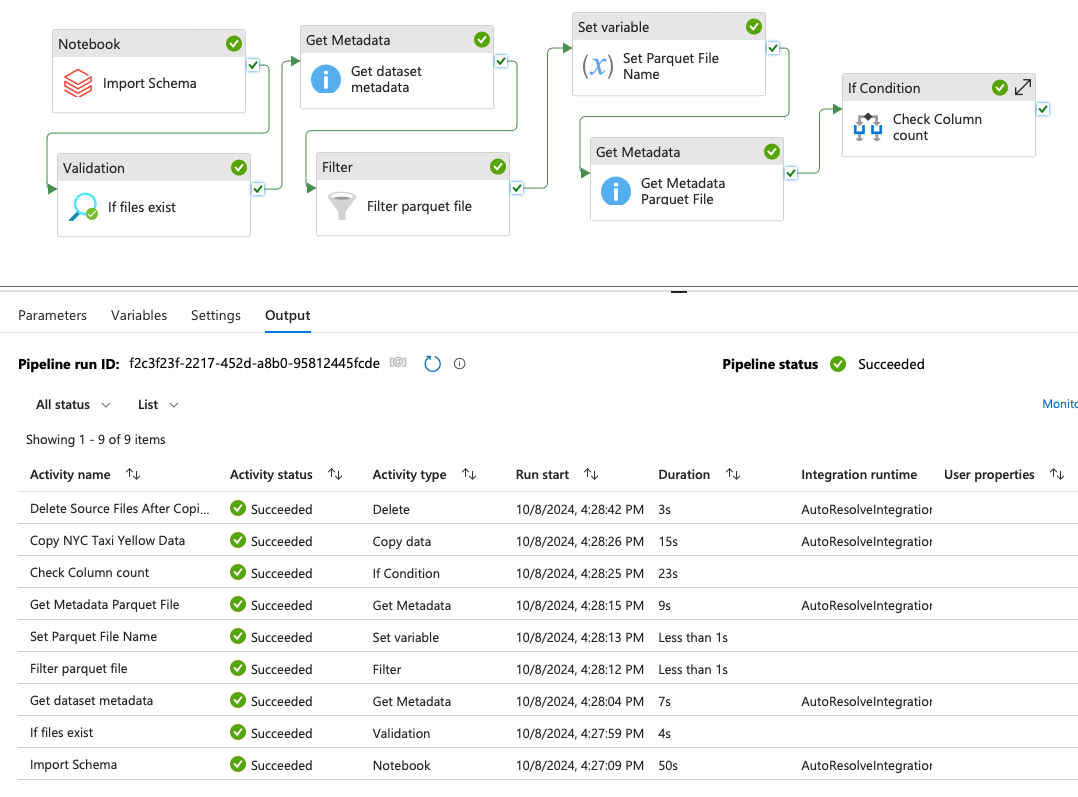 Notebook
Import Schema
Validation
If files exist
Get Metadata
Get dataset
metadata
Filter
Filter parquet file
Set variable
(x)
Set Parquet File
Name
Get Metadata
Get Metadata
Parquet File
If Condition
Check Column
count
Parameters Variables Settings Output
Pipeline run ID: f2c3f23f-2217-452d-a8b0-95812445fcde Pipeline status Succeeded
All status List Monito
Showing 1 - 9 of 9 items
Activity name Activity status Activity type Run start Duration Integration runtime User properties
Delete Source Files After Copi... Succeeded Delete 10/8/2024, 4:28:42 PM 3s AutoResolveIntegration
Copy NYC Taxi Yellow Data Succeeded Copy data 10/8/2024, 4:28:26 PM 15s AutoResolveIntegration
Check Column count Succeeded If Condition 10/8/2024, 4:28:25 PM 23s
Get Metadata Parquet File Succeeded Get Metadata 10/8/2024, 4:28:15 PM 9s AutoResolveIntegration
Set Parquet File Name Succeeded Set variable 10/8/2024, 4:28:13 PM Less than 1s
Filter parquet file Succeeded Filter 10/8/2024, 4:28:12 PM Less than 1s
Get dataset metadata Succeeded Get Metadata 10/8/2024, 4:28:04 PM 7s AutoResolveIntegration
If files exist Succeeded Validation 10/8/2024, 4:27:59 PM 4s
Import Schema Succeeded Notebook 10/8/2024, 4:27:09 PM 50s AutoResolveIntegration